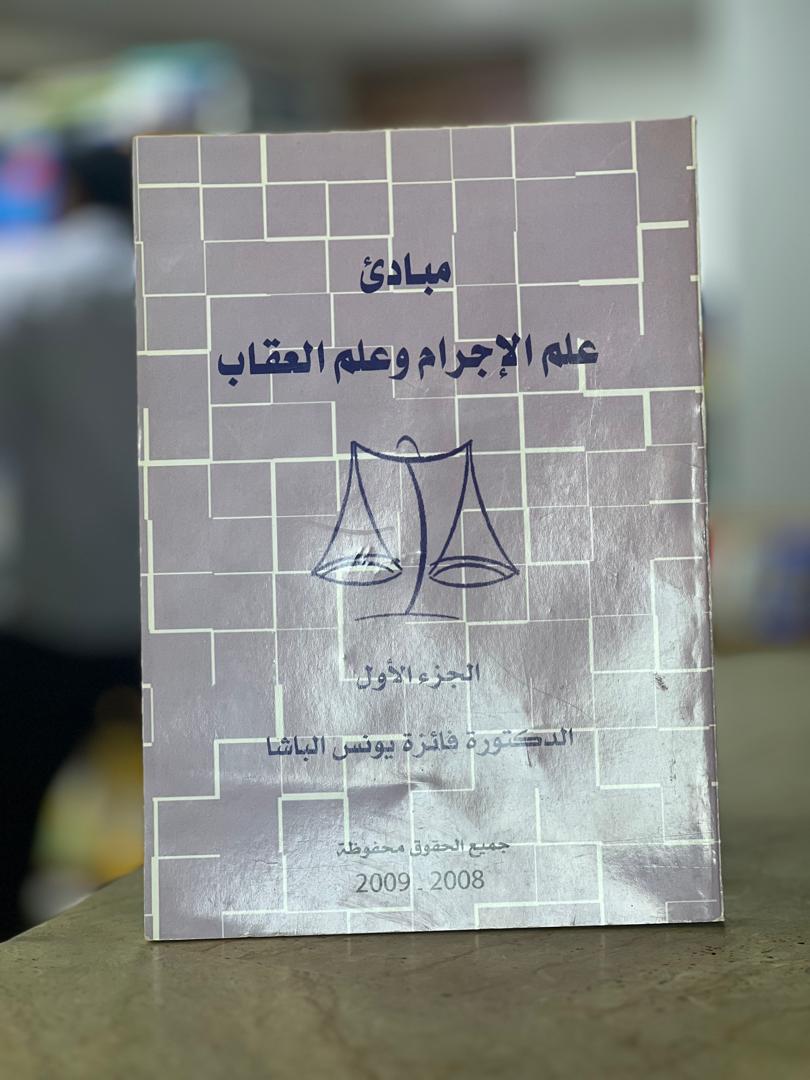 مبادئ
علم الإجرام وعلم العقاب
الجزء الأول
الدكتورة فائزة يونس الباشا
جميع الحقوق محفوظة
2009 - 2008